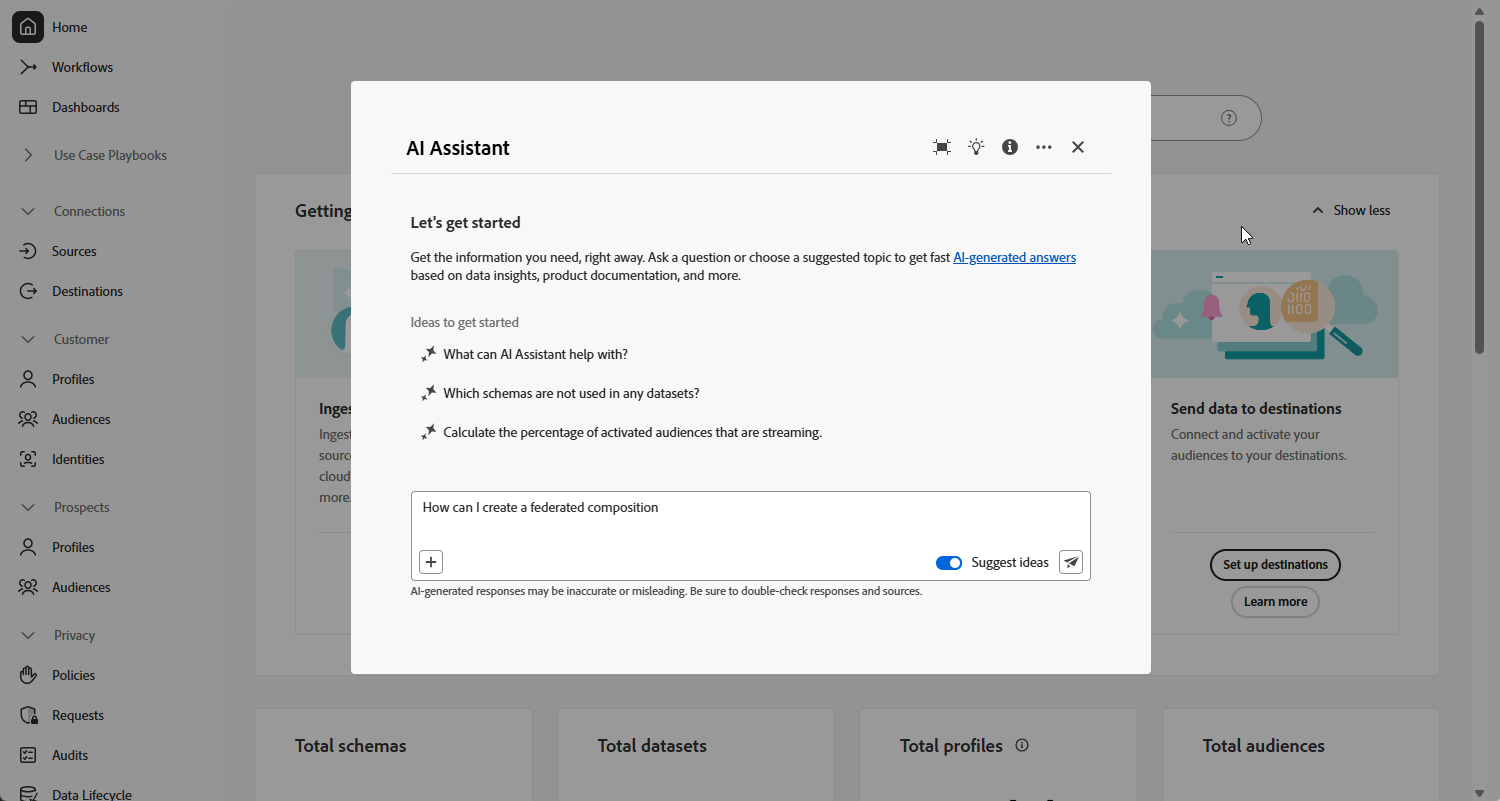 Home
Workflows
Dashboards
Use Case Playbooks
Connections
Sources
Destinations
Customer
Profiles
Audiences
Identities
Prospects
Profiles
Audiences
Privacy
Policies
Requests
Audits
Data Lifecycle
Getting
Show less
Inges
Ingest
source
cloud
more.
AI Assistant
Let's get started
Get the information you need, right away. Ask a question or choose a suggested topic to get fast AI-generated answers
based on data insights, product documentation, and more.
Ideas to get started
What can AI Assistant help with?
Which schemas are not used in any datasets?
Calculate the percentage of activated audiences that are streaming.
How can I create a federated composition
Suggest ideas
AI-generated responses may be inaccurate or misleading. Be sure to double-check responses and sources.
Send data to destinations
Connect and activate your
audiences to your destinations.
Set up destinations
Learn more
Total schemas
Total datasets
Total profiles
Total audiences